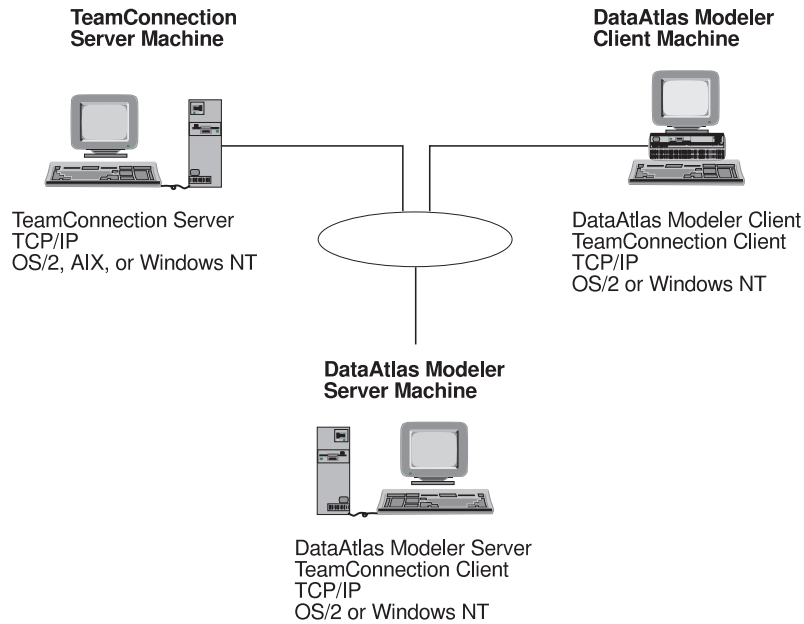 TeamConnection
Server Machine
DataAtlas Modeler
Client Machine
TeamConnection Server
TCP/IP
OS/2, AIX, or Windows NT
DataAtlas Modeler Client
TeamConnection Client
TCP/IP
OS/2 or Windows NT
DataAtlas Modeler
Server Machine
DataAtlas Modeler Server
TeamConnection Client
TCP/IP
OS/2 or Windows NT